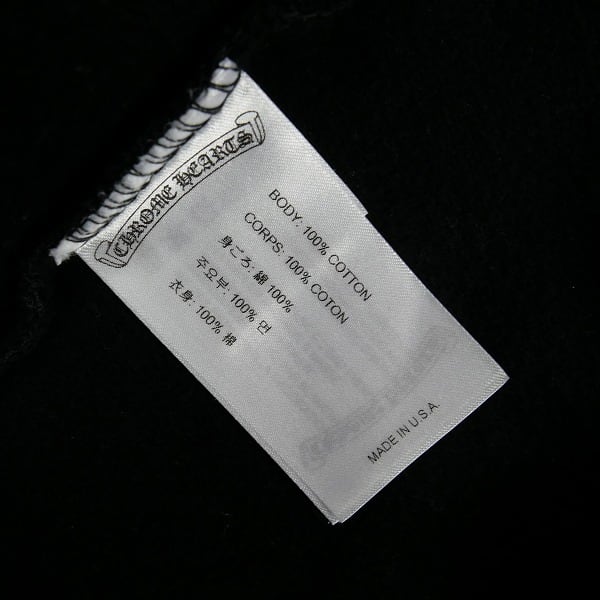 CHROME HEARTS
BODY: 100% COTTON
CORPS: 100% COTON
身ごろ: 綿 100%
주요부: 100% 면
衣身: 100% 棉
MADE IN U.S.A.